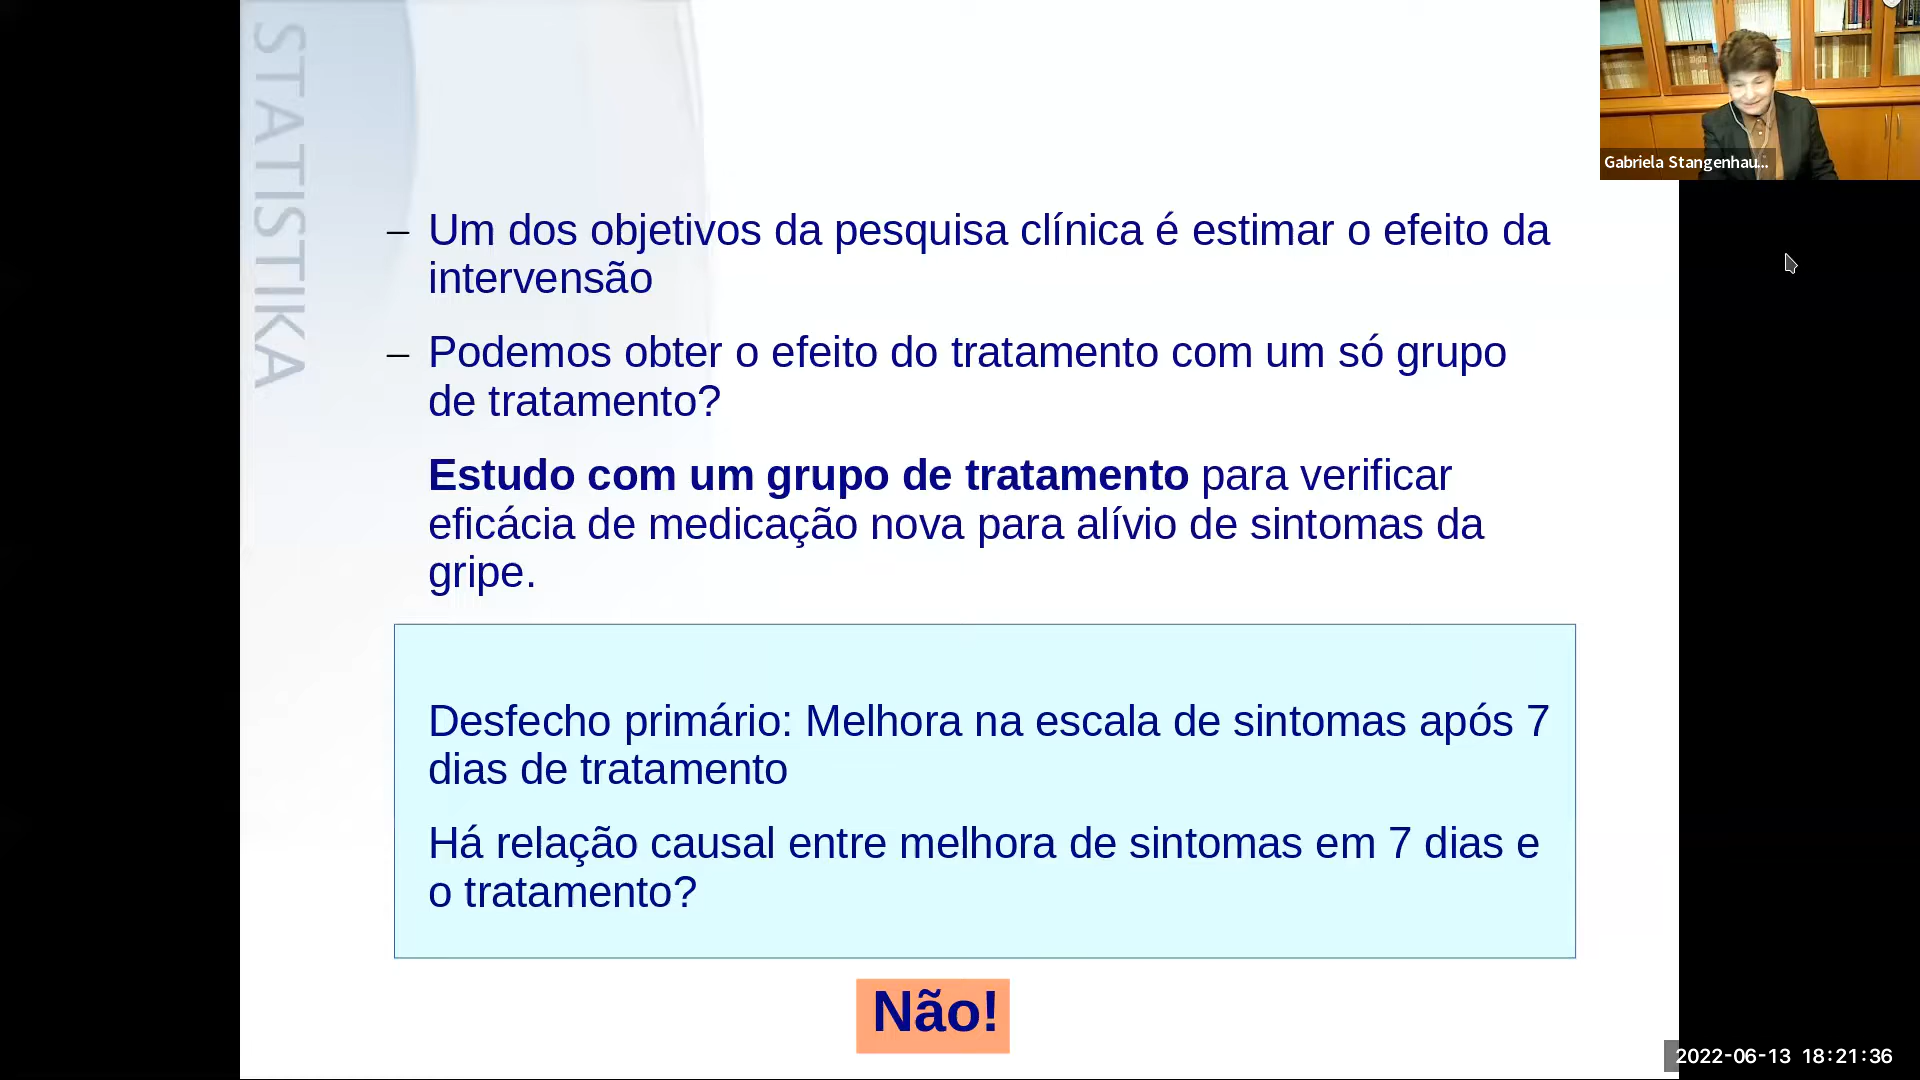 STATISTIKA
– Um dos objetivos da pesquisa clínica é estimar o efeito da
intervensão
– Podemos obter o efeito do tratamento com um só grupo
de tratamento?
Estudo com um grupo de tratamento para verificar
eficácia de medicação nova para alívio de sintomas da
gripe.
Desfecho primário: Melhora na escala de sintomas após 7
dias de tratamento
Há relação causal entre melhora de sintomas em 7 dias e
o tratamento?
Não!
Gabriela Stangenhau...
2022-06-13 18:21:36